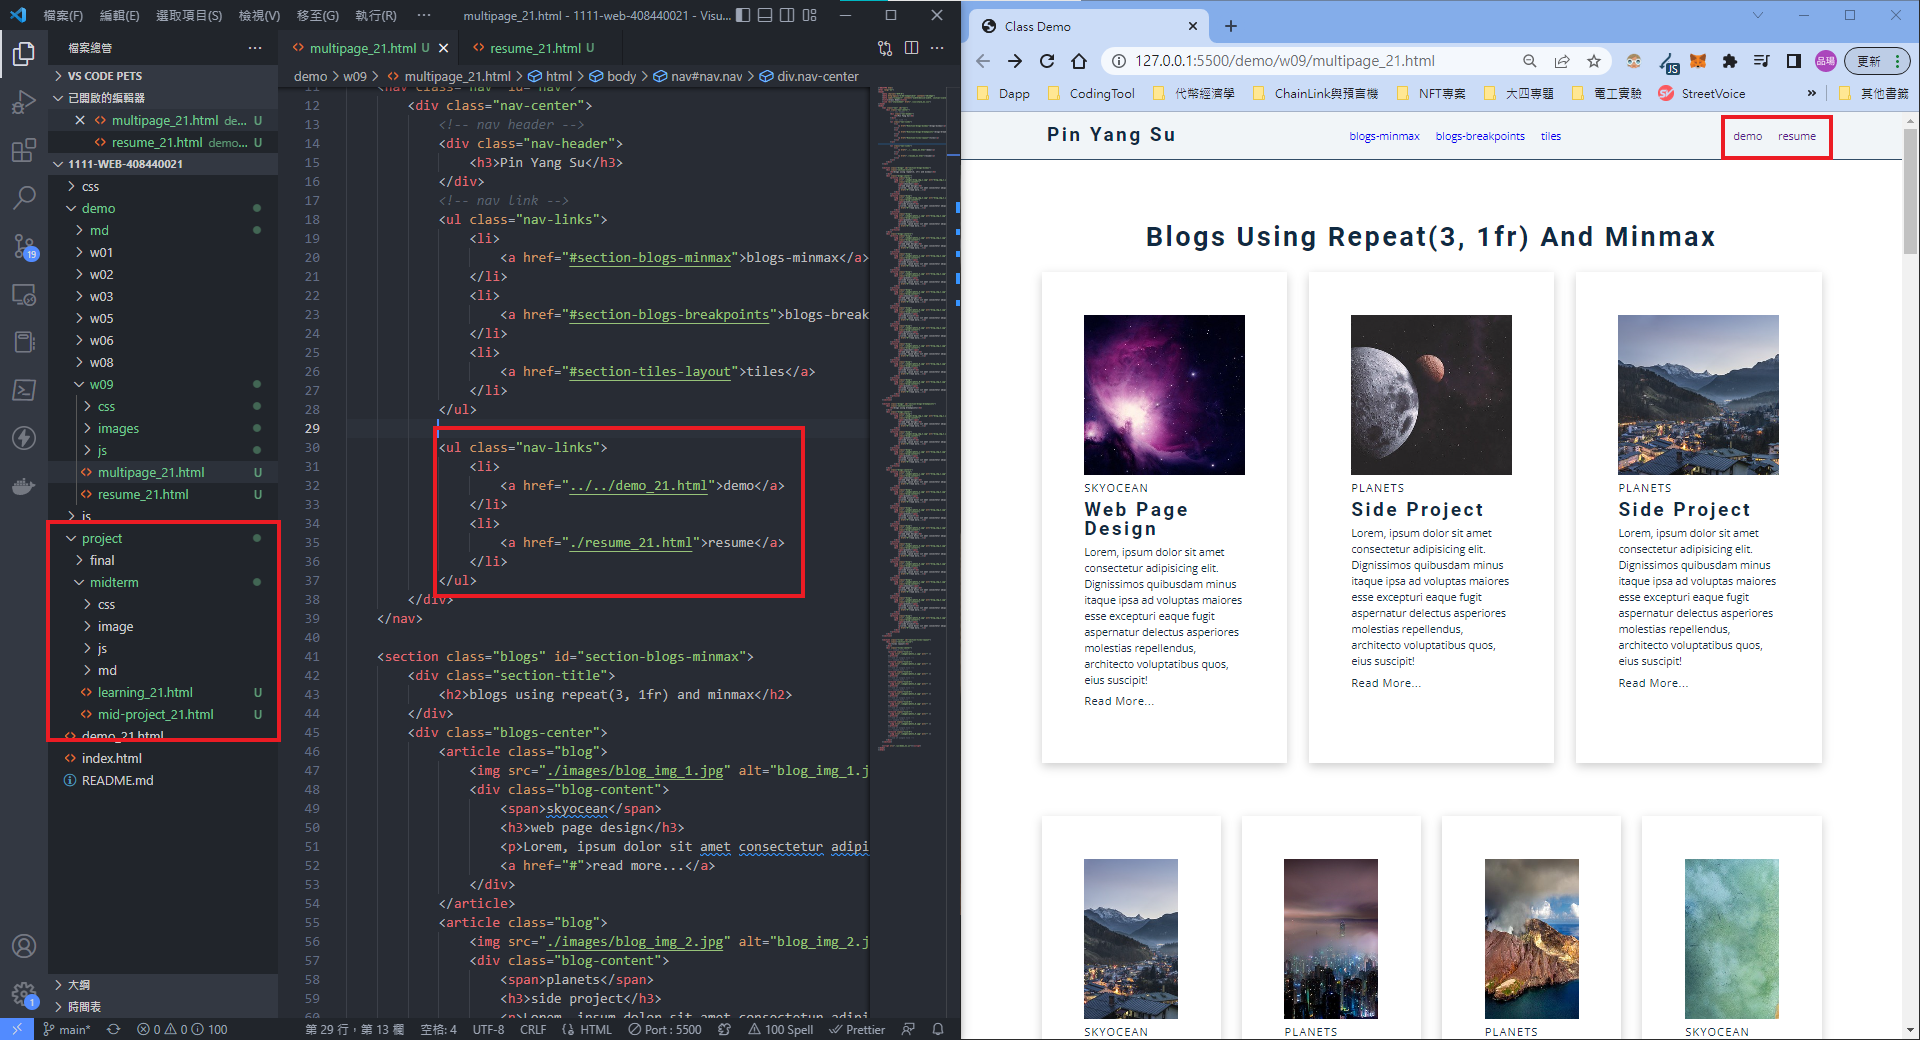 檔案(F) 編輯(E) 選取項目(S) 檢視(V) 移至(G) 執行(R) ··· multipage_21.html - 1111-web-408440021 - Visu...
檔案總管 ···
VS CODE PETS
已開啟的編輯器
multipage_21.html de... U
resume_21.html demo... U
1111-WEB-408440021
css
demo
md
w01
w02
w03
w05
w06
w08
w09
css
images
js
multipage_21.html U
resume_21.html U
js
project
final
midterm
css
image
js
md
learning_21.html U
mid-project_21.html U
demo_21.html
index.html
README.md
大綱
時間表
19
1
multipage_21.html U
resume_21.html U
···
demo > w09 > multipage_21.html > html > body > nav#nav.nav > div.nav-center
11 <nav class="nav" id="nav">
12 <div class="nav-center">
13 <!-- nav header -->
14 <div class="nav-header">
15 <h3>Pin Yang Su</h3>
16 </div>
17 <!-- nav link -->
18 <ul class="nav-links">
19 <li>
20 <a href="#section-blogs-minmax">blogs-minmax</a>
21 </li>
22 <li>
23 <a href="#section-blogs-breakpoints">blogs-break
24 </li>
25 <li>
26 <a href="#section-tiles-layout">tiles</a>
27 </li>
28 </ul>
29
30 <ul class="nav-links">
31 <li>
32 <a href="../../demo_21.html">demo</a>
33 </li>
34 <li>
35 <a href="./resume_21.html">resume</a>
36 </li>
37 </ul>
38 </div>
39 </nav>
40
41 <section class="blogs" id="section-blogs-minmax">
42 <div class="section-title">
43 <h2>blogs using repeat(3, 1fr) and minmax</h2>
44 </div>
45 <div class="blogs-center">
46 <article class="blog">
47 <img src="./images/blog_img_1.jpg" alt="blog_img_1.j
48 <div class="blog-content">
49 <span>skyocean</span>
50 <h3>web page design</h3>
51 <p>Lorem, ipsum dolor sit amet consectetur adipi
52 <a href="#">read more...</a>
53 </div>
54 </article>
55 <article class="blog">
56 <img src="./images/blog_img_2.jpg" alt="blog_img_2.j
57 <div class="blog-content">
58 <span>planets</span>
59 <h3>side project</h3>
60 <p>Lorem, ipsum dolor sit amet consectetur adipi
main* 0 0 100 第 29 行，第 13 欄 空格: 4 UTF-8 CRLF HTML Port : 5500 100 Spell Prettier
Class Demo
127.0.0.1:5500/demo/w09/multipage_21.html
JS
品陽
更新
Dapp CodingTool 代幣經濟學 ChainLink與預言機 NFT專案 大四專題 電工實驗 StreetVoice » 其他書籤
Pin Yang Su blogs-minmax blogs-breakpoints tiles demo resume
Blogs Using Repeat(3, 1fr) And Minmax
SKYOCEAN
Web Page
Design
Lorem, ipsum dolor sit amet
consectetur adipisicing elit.
Dignissimos quibusdam minus
itaque ipsa ad voluptas maiores
esse excepturi eaque fugit
aspernatur delectus asperiores
molestias repellendus,
architecto voluptatibus quos,
eius suscipit!
Read More...
PLANETS
Side Project
Lorem, ipsum dolor sit amet
consectetur adipisicing elit.
Dignissimos quibusdam minus
itaque ipsa ad voluptas maiores
esse excepturi eaque fugit
aspernatur delectus asperiores
molestias repellendus,
architecto voluptatibus quos,
eius suscipit!
Read More...
PLANETS
Side Project
Lorem, ipsum dolor sit amet
consectetur adipisicing elit.
Dignissimos quibusdam minus
itaque ipsa ad voluptas maiores
esse excepturi eaque fugit
aspernatur delectus asperiores
molestias repellendus,
architecto voluptatibus quos,
eius suscipit!
Read More...
SKYOCEAN
PLANETS
PLANETS
SKYOCEAN